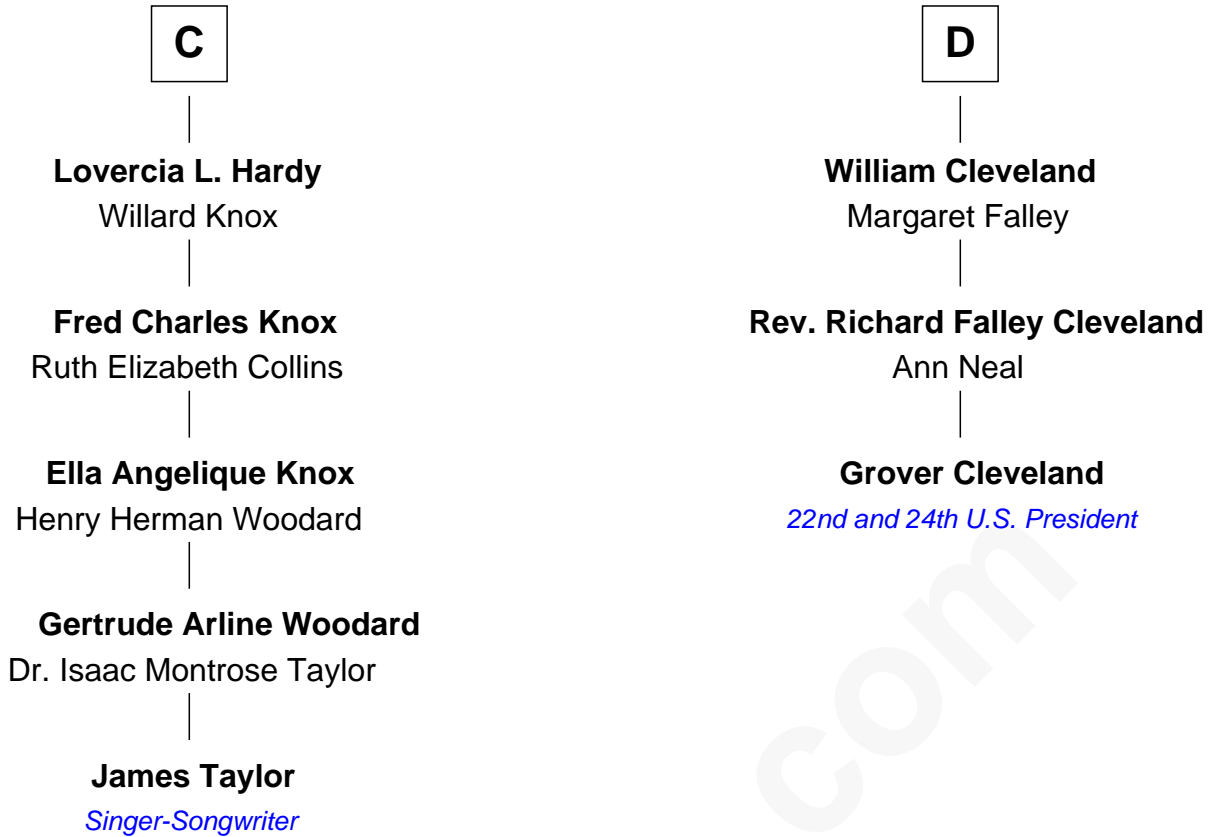 C
Lovercia L. Hardy
Willard Knox
Fred Charles Knox
Ruth Elizabeth Collins
Ella Angelique Knox
Henry Herman Woodard
Gertrude Arline Woodard
Dr. Isaac Montrose Taylor
James Taylor
Singer-Songwriter
D
William Cleveland
Margaret Falley
Rev. Richard Falley Cleveland
Ann Neal
Grover Cleveland
22nd and 24th U.S. President
com